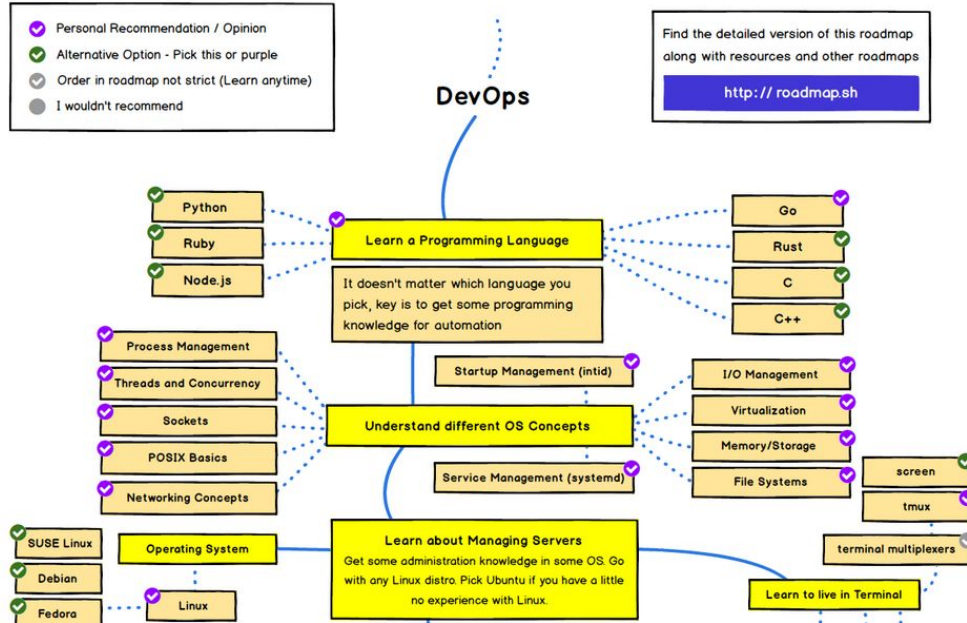 Personal Recommendation / Opinion
Alternative Option - Pick this or purple
Order in roadmap not strict (Learn anytime)
I wouldn't recommend
DevOps
Find the detailed version of this roadmap
along with resources and other roadmaps
http:// roadmap.sh
Python
Ruby
Node.js
Learn a Programming Language
It doesn't matter which language you
pick, key is to get some programming
knowledge for automation
Go
Rust
C
C++
Process Management
Threads and Concurrency
Sockets
POSIX Basics
Networking Concepts
Startup Management (intid)
Understand different OS Concepts
Service Management (systemd)
I/O Management
Virtualization
Memory/Storage
File Systems
screen
tmux
terminal multiplexers
SUSE Linux
Debian
Fedora
Operating System
Linux
Learn about Managing Servers
Get some administration knowledge in some OS. Go
with any Linux distro. Pick Ubuntu if you have a little
no experience with Linux.
Learn to live in Terminal